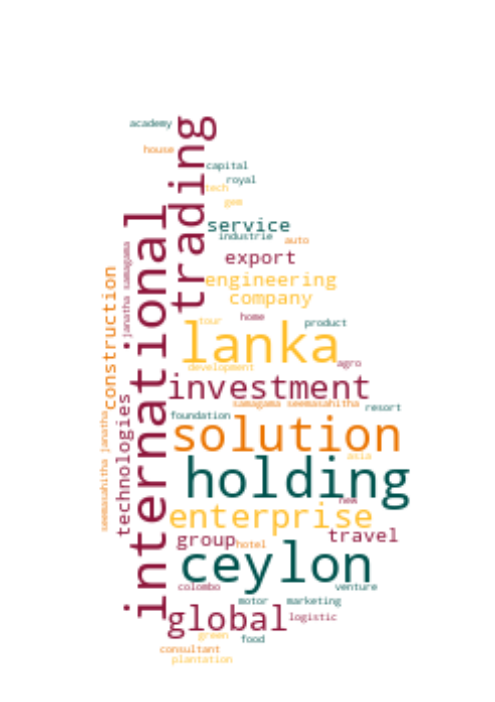 academy
trading
house
capital
royal
tech
gem
international
service
industrie
auto
janatha samagama
export
construction
engineering
company
home
tour
product
lanka
agro
development
investment
technologies
samagama seemasahitha
resort
foundation
seemasahitha janatha
solution
asia
holding
new
enterprise
travel
group
hotel
ceylon
colombo
venture
motor
marketing
global
logistic
green
food
consultant
plantation